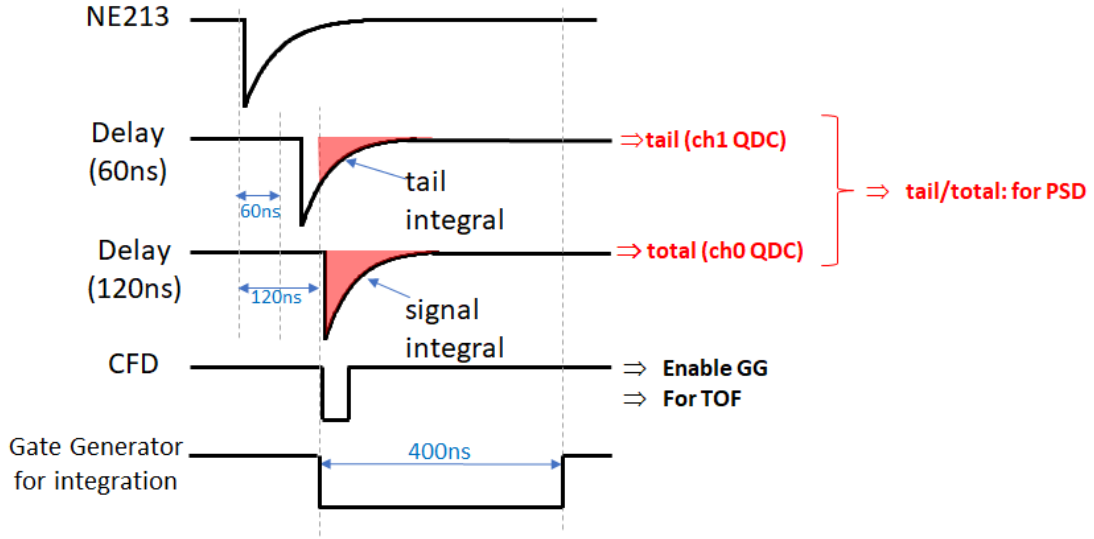 NE213
Delay
(60ns)
60ns
tail
integral
⇒tail (ch1 QDC)
⇒ tail/total: for PSD
Delay
(120ns)
120ns
signal
integral
⇒total (ch0 QDC)
CFD
⇒ Enable GG
⇒ For TOF
Gate Generator
for integration
400ns